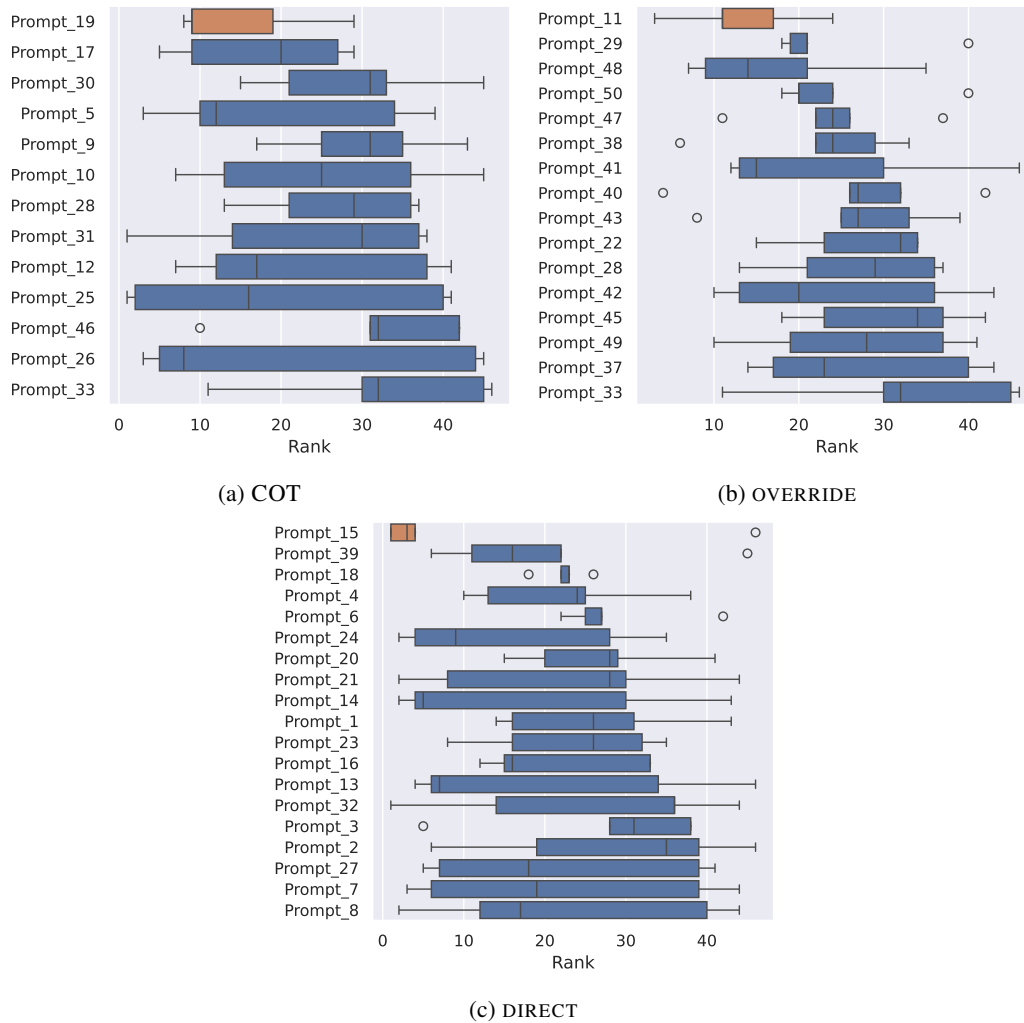 Prompt_19
Prompt_17
Prompt_30
Prompt_5
Prompt_9
Prompt_10
Prompt_28
Prompt_31
Prompt_12
Prompt_25
Prompt_46
Prompt_26
Prompt_33
0 10 20 30 40
Rank
(a) COT
Prompt_11
Prompt_29
Prompt_48
Prompt_50
Prompt_47
Prompt_38
Prompt_41
Prompt_40
Prompt_43
Prompt_22
Prompt_28
Prompt_42
Prompt_45
Prompt_49
Prompt_37
Prompt_33
10 20 30 40
Rank
(b) OVERRIDE
Prompt_15
Prompt_39
Prompt_18
Prompt_4
Prompt_6
Prompt_24
Prompt_20
Prompt_21
Prompt_14
Prompt_1
Prompt_23
Prompt_16
Prompt_13
Prompt_32
Prompt_3
Prompt_2
Prompt_27
Prompt_7
Prompt_8
0 10 20 30 40
Rank
(c) DIRECT